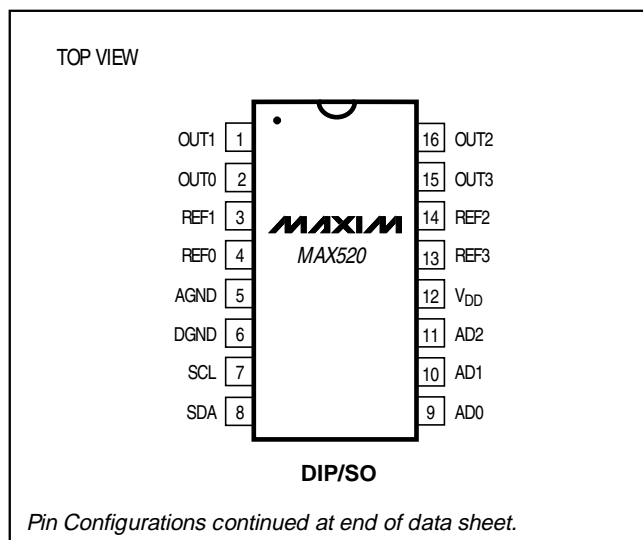 TOP VIEW
OUT1 1 16 OUT2
OUT0 2 15 OUT3
REF1 3 14 REF2
MAXIM
REF0 4 MAX520 13 REF3
AGND 5 12 VDD
DGND 6 11 AD2
SCL 7 10 AD1
SDA 8 9 AD0
DIP/SO
Pin Configurations continued at end of data sheet.